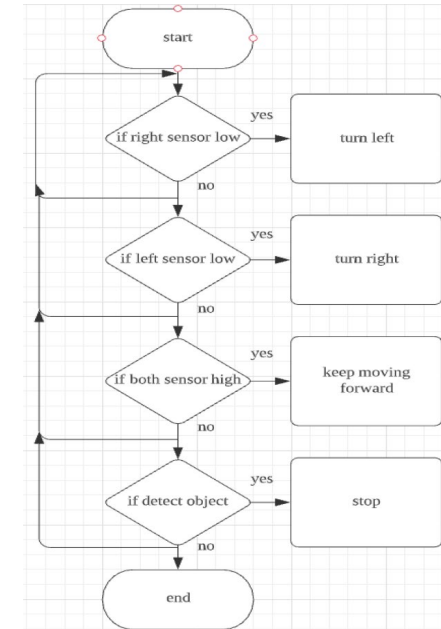 start
if right sensor low
yes
turn left
no
if left sensor low
yes
turn right
no
if both sensor high
yes
keep moving
forward
no
if detect object
yes
stop
no
end